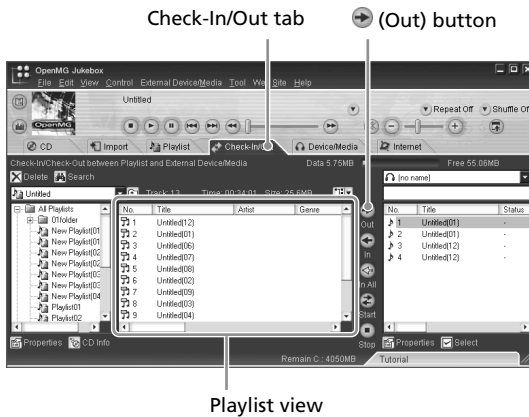 Check-In/Out tab
(Out) button
OpenMG Jukebox
File Edit View Control External Device/Media Tool Web Site Help
Untitled
OpenMG
Repeat Off Shuffle Of
CD Import Playlist Check-In/ Device/Media Internet
Check-In/Check-Out between Playlist and External Device/Media Data 5.75MB Free 55.06MB
Delete Search
(no name)
Untitled Track: 13 Time: 00:34:01 Size: 25.6MB
All Playlists
01folder
New Playlist(01
New Playlist(01
New Playlist(02
New Playlist(02
New Playlist(03
New Playlist(04
Playlist01
Playlist02
No. Title Artist Genre
1 Untitled(12)
2 Untitled(01)
3 Untitled(06)
4 Untitled(07)
5 Untitled(08)
6 Untitled(02)
7 Untitled(09)
8 Untitled(03)
9 Untitled(04)
Out
In
In All
Start
Stop
No. Title Status
1 Untitled(01) -
2 Untitled(01) -
3 Untitled(12) -
4 Untitled(12) -
Properties CD Info
Properties Select
Remain C : 4050MB Tutorial
Playlist view